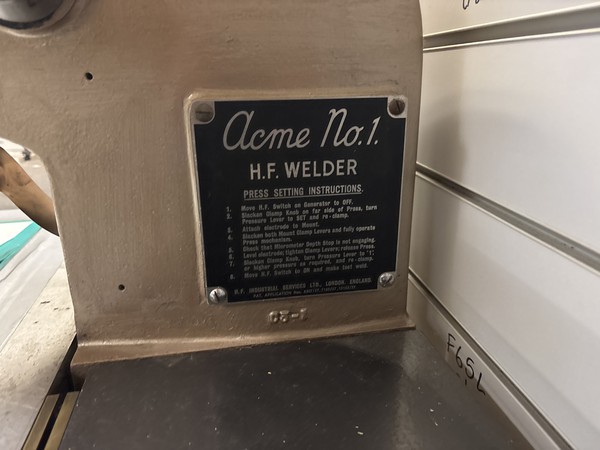 Acme No.1.
H.F. WELDER
PRESS SETTING INSTRUCTIONS.
1. Move H.F. Switch on Generator to OFF.
2. Slacken Clamp Knob on far side of Press, turn
Pressure Lever to SET and re-clamp.
3. Attach electrode to Mount.
4. Slacken both Mount Clamp Levers and fully operate
Press mechanism.
5. Check that Micrometer Depth Stop is not engaging.
6. Level electrode; tighten Clamp Levers; release Press.
7. Slacken Clamp Knob, turn Pressure Lever to "1",
or higher pressure as required, and re-clamp.
8. Move H.F. Switch to ON and make test weld.
H.F. INDUSTRIAL SERVICES LTD., LONDON, ENGLAND.
PAT. APPLICATION Nos.
C3-1
F65L